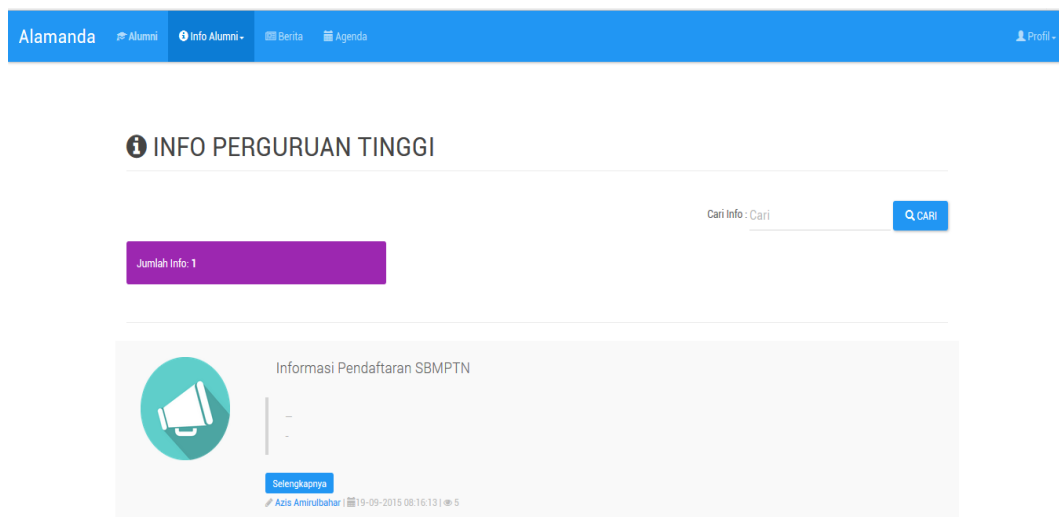 Alamanda Alumni Info Alumni Berita Agenda Profil
INFO PERGURUAN TINGGI
Cari Info : Cari CARI
Jumlah Info: 1
Informasi Pendaftaran SBMPTN
...
-
Selengkapnya
Azis Amirulbahar | 19-09-2015 08:16:13 | 5